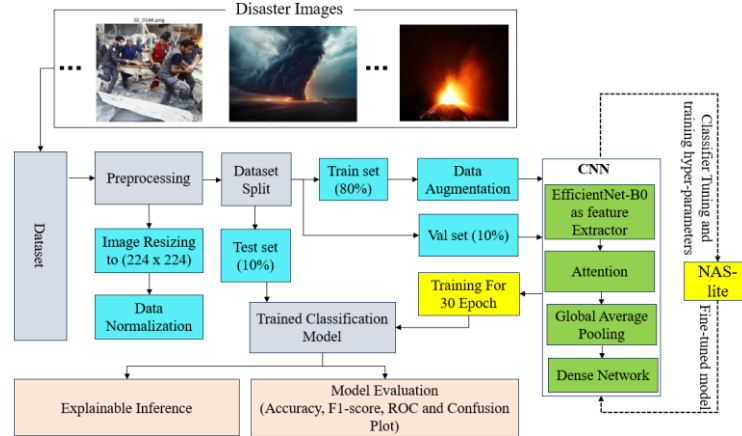 Disaster Images
02_0166.png
Dataset
Preprocessing
Image Resizing
to (224 x 224)
Data
Normalization
Dataset
Split
Test set
(10%)
Train set
(80%)
Data
Augmentation
Val set (10%)
Training For
30 Epoch
Trained Classification
Model
CNN
EfficientNet-B0
as feature
Extractor
Attention
Global Average
Pooling
Dense Network
Classifier Tuning and
training hyper-parameters
NAS-
lite
Fine-tuned model
Explainable Inference
Model Evaluation
(Accuracy, F1-score, ROC and Confusion
Plot)